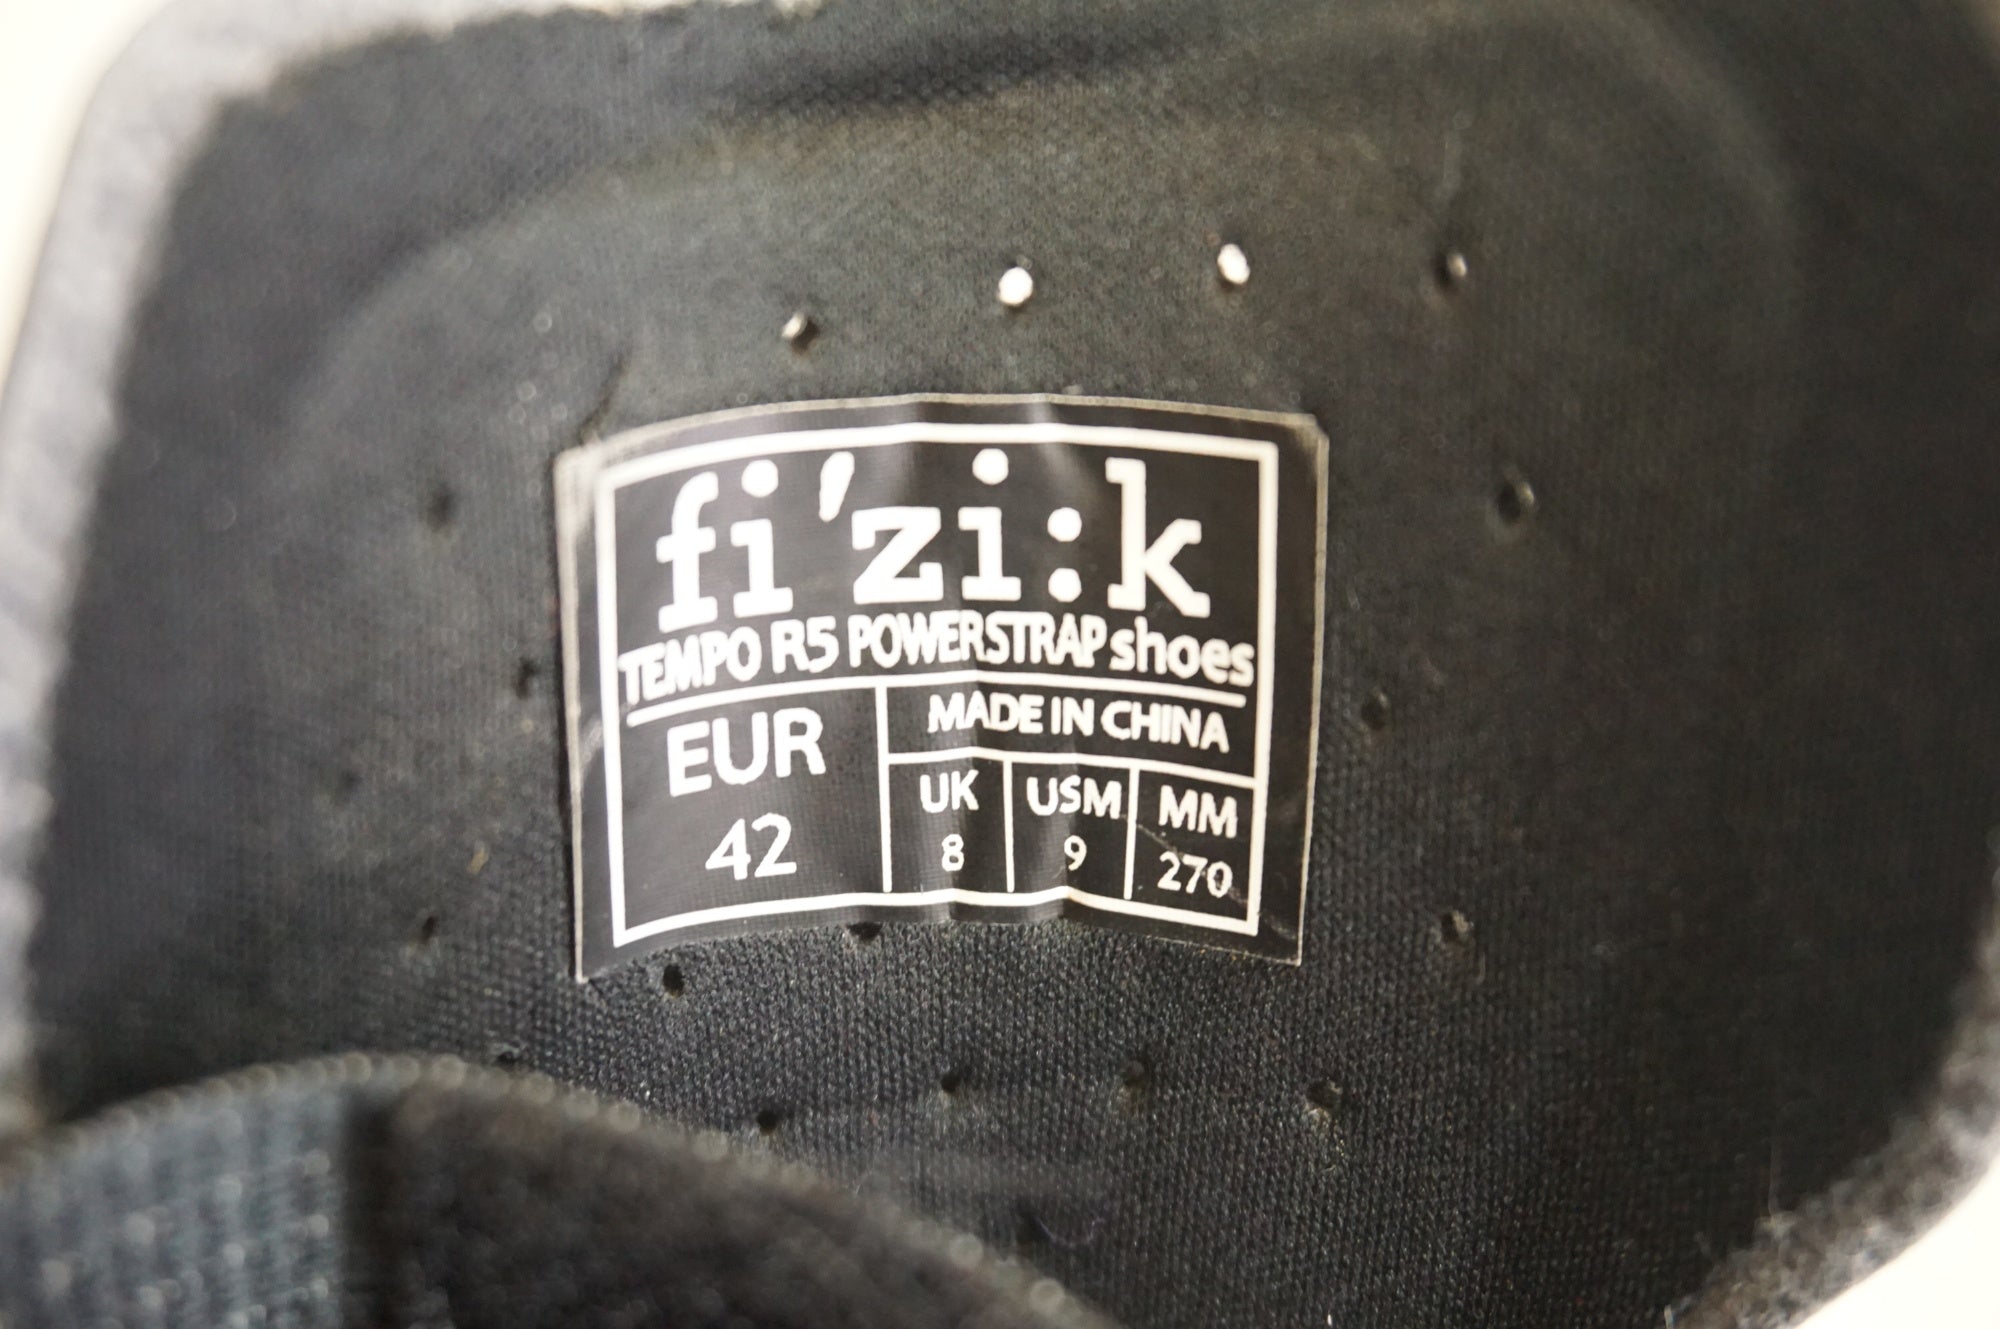 fi'zi:k
TEMPO R5 POWERSTRAP shoes
EUR
42
MADE IN CHINA
UK USM MM
8 9 270